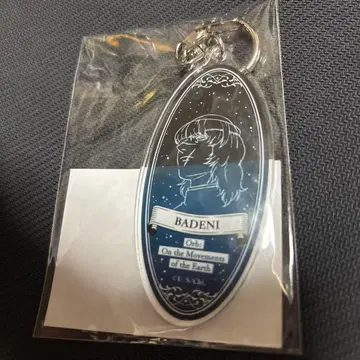 BADENI
Orb:
On the Movements
of the Earth